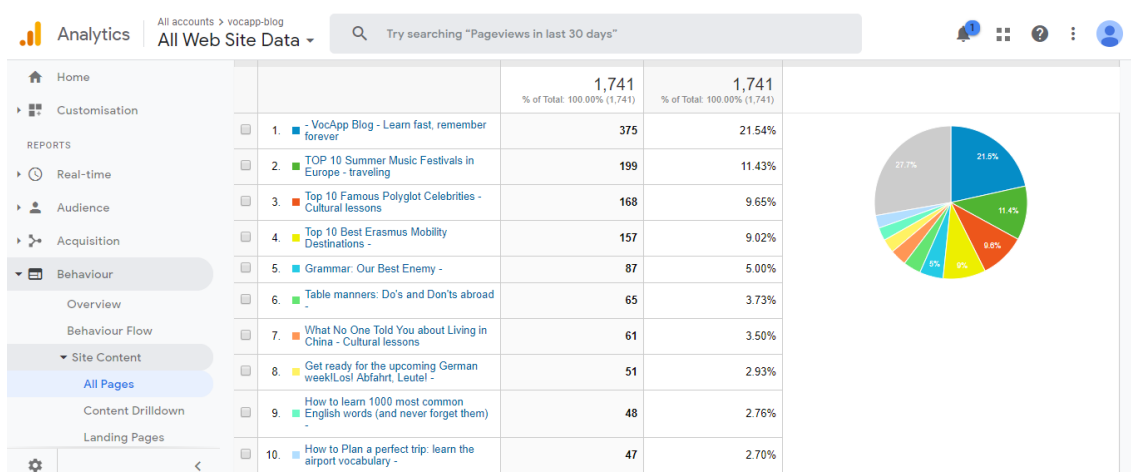 All accounts > vocapp-blog
Analytics
All Web Site Data
Try searching "Pageviews in last 30 days"
1
Home
Customisation
REPORTS
Real-time
Audience
Acquisition
Behaviour
Overview
Behaviour Flow
Site Content
All Pages
Content Drilldown
Landing Pages
1,741
% of Total: 100.00% (1,741)
1,741
% of Total: 100.00% (1,741)
1. - VocApp Blog - Learn fast, remember
forever
375
21.54%
2. TOP 10 Summer Music Festivals in
Europe - traveling
199
11.43%
3. Top 10 Famous Polyglot Celebrities -
Cultural lessons
168
9.65%
4. Top 10 Best Erasmus Mobility
Destinations -
157
9.02%
5. Grammar: Our Best Enemy -
87
5.00%
6. Table manners: Do's and Don'ts abroad
-
65
3.73%
7. What No One Told You about Living in
China - Cultural lessons
61
3.50%
8. Get ready for the upcoming German
week!Los! Abfahrt, Leute! -
51
2.93%
9. How to learn 1000 most common
English words (and never forget them)
-
48
2.76%
10. How to Plan a perfect trip: learn the
airport vocabulary -
47
2.70%
27.7%
21.5%
11.4%
9.6%
9%
5%